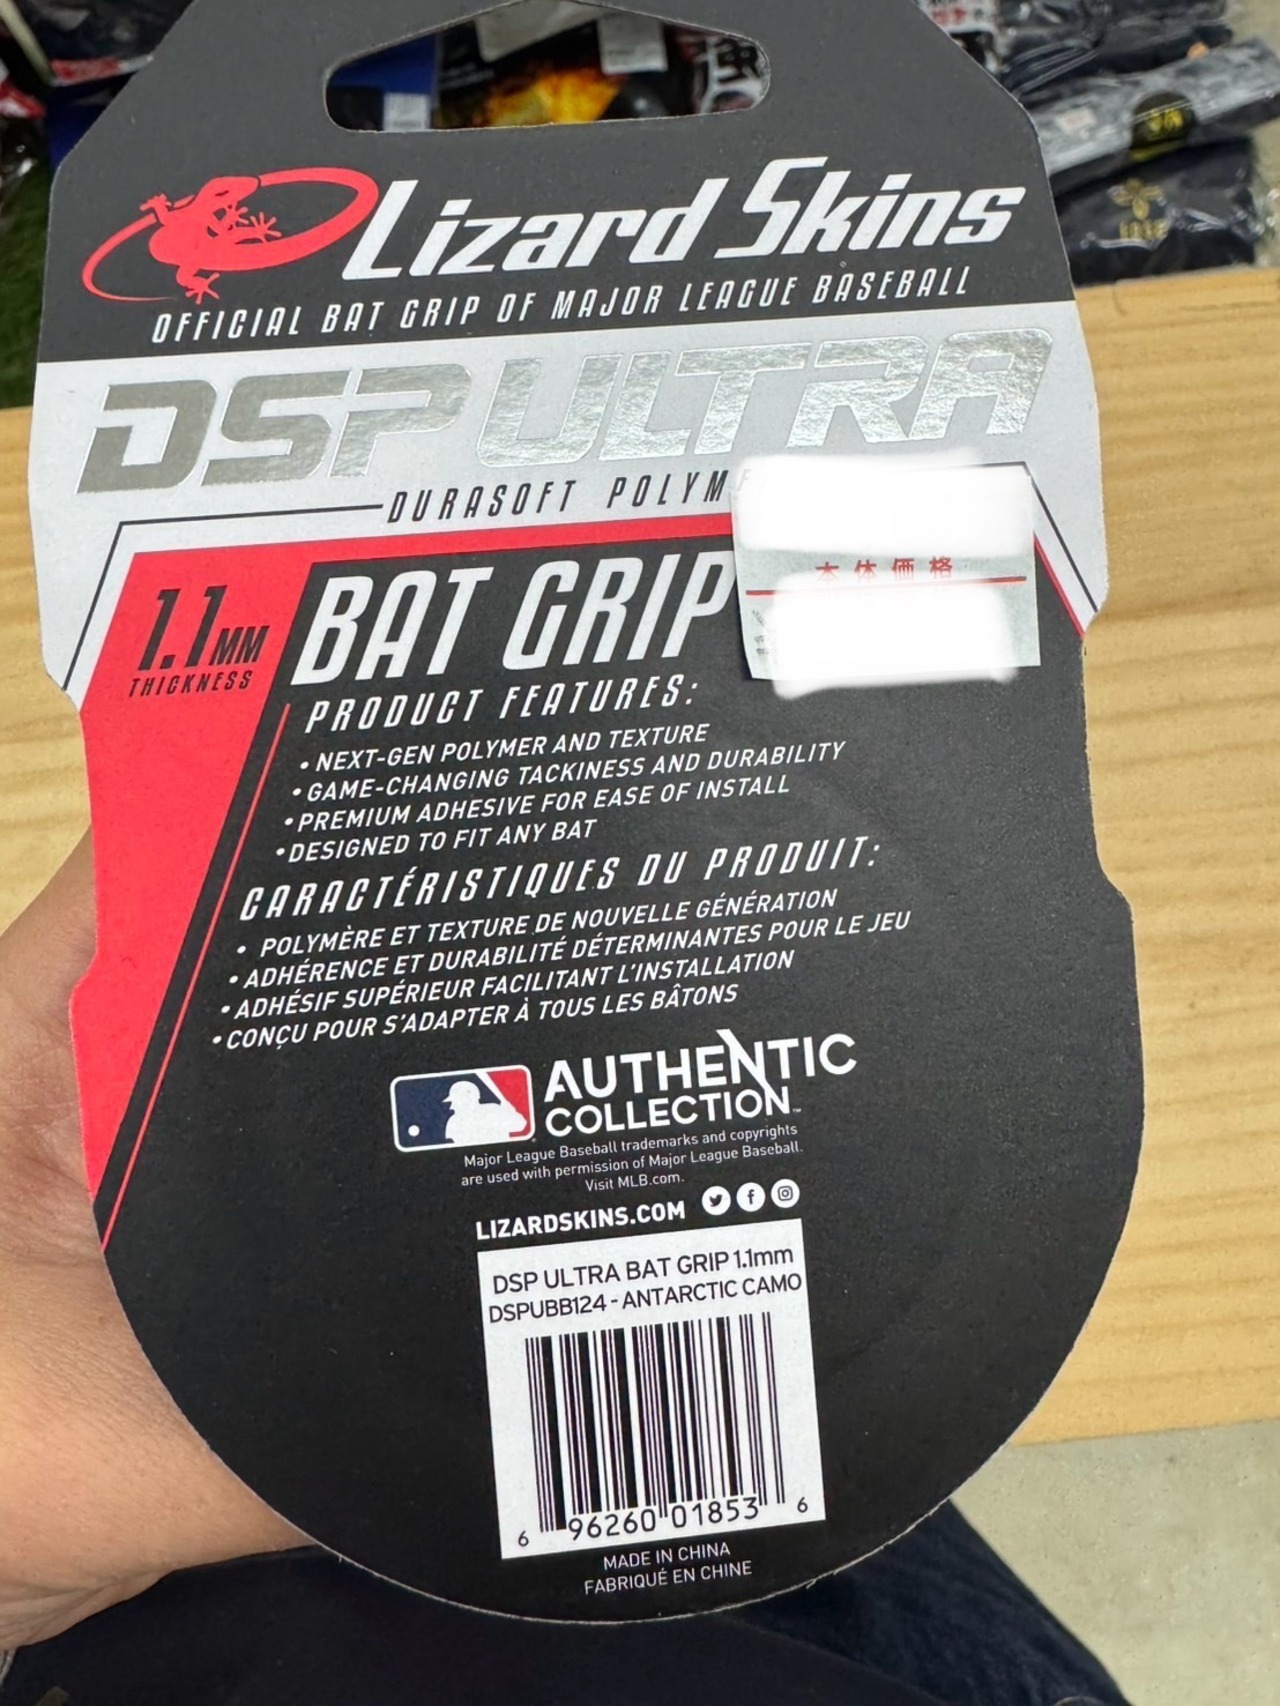 Lizard Skins
OFFICIAL BAT GRIP OF MAJOR LEAGUE BASEBALL
DSP ULTRA
DURASOFT
本体価格
1.1MM
THICKNESS
BAT GRIP
PRODUCT FEATURES:
• NEXT-GEN POLYMER AND TEXTURE
• GAME-CHANGING TACKINESS AND DURABILITY
• PREMIUM ADHESIVE FOR EASE OF INSTALL
• DESIGNED TO FIT ANY BAT
CARACTÉRISTIQUES DU PRODUIT:
• POLYMÈRE ET TEXTURE DE NOUVELLE GÉNÉRATION
• ADHÉRENCE ET DURABILITÉ DÉTERMINANTES POUR LE JEU
• ADHÉSIF SUPÉRIEUR FACILITANT L'INSTALLATION
• CONÇU POUR S'ADAPTER À TOUS LES BÂTONS
AUTHENTIC
COLLECTION™
Major League Baseball trademarks and copyrights
are used with permission of Major League Baseball.
Visit MLB.com.
LIZARDSKINS.COM
DSP ULTRA BAT GRIP 1.1mm
DSPUBB124 - ANTARCTIC CAMO
6 96260 01853 6
MADE IN CHINA
FABRIQUÉ EN CHINE